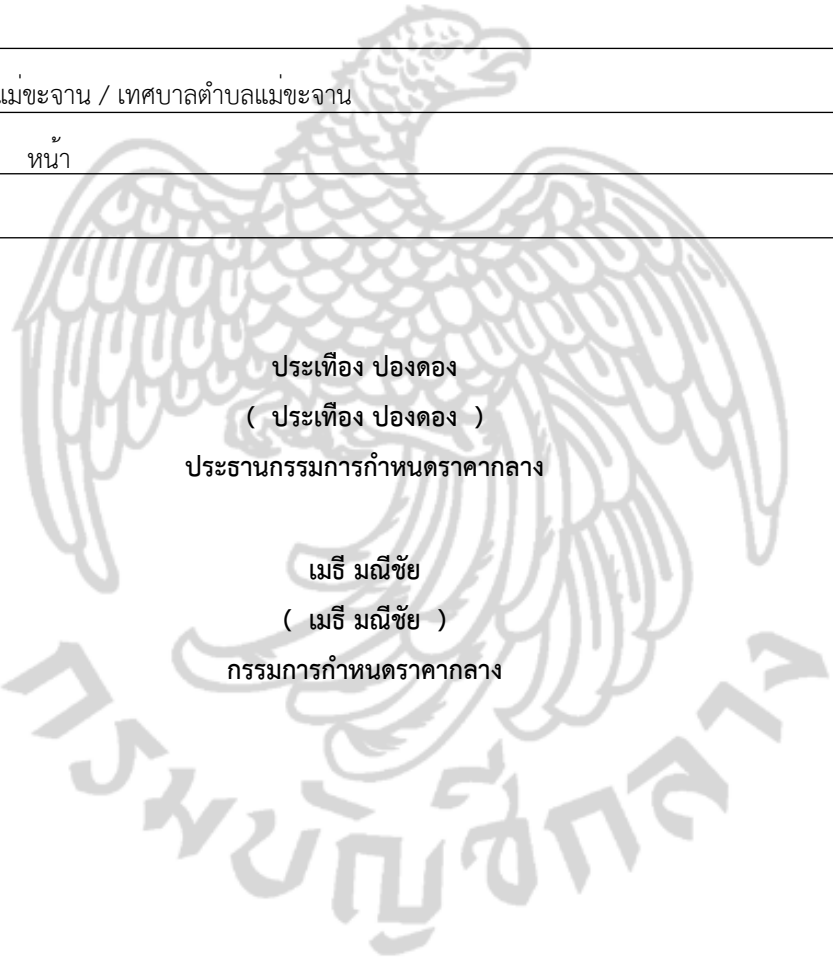 แม่ขะจาน / เทศบาลตำบลแม่ขะจาน
หน้า
ประเทือง ปองดอง
( ประเทือง ปองดอง )
ประธานกรรมการกำหนดราคากลาง
เมธี มณีชัย
( เมธี มณีชัย )
กรรมการกำหนดราคากลาง
กรมบัญชีกลาง